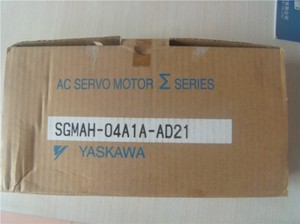 AC SERVO MOTOR Σ SERIES
SGMAH-04A1A-AD21
YASKAWA